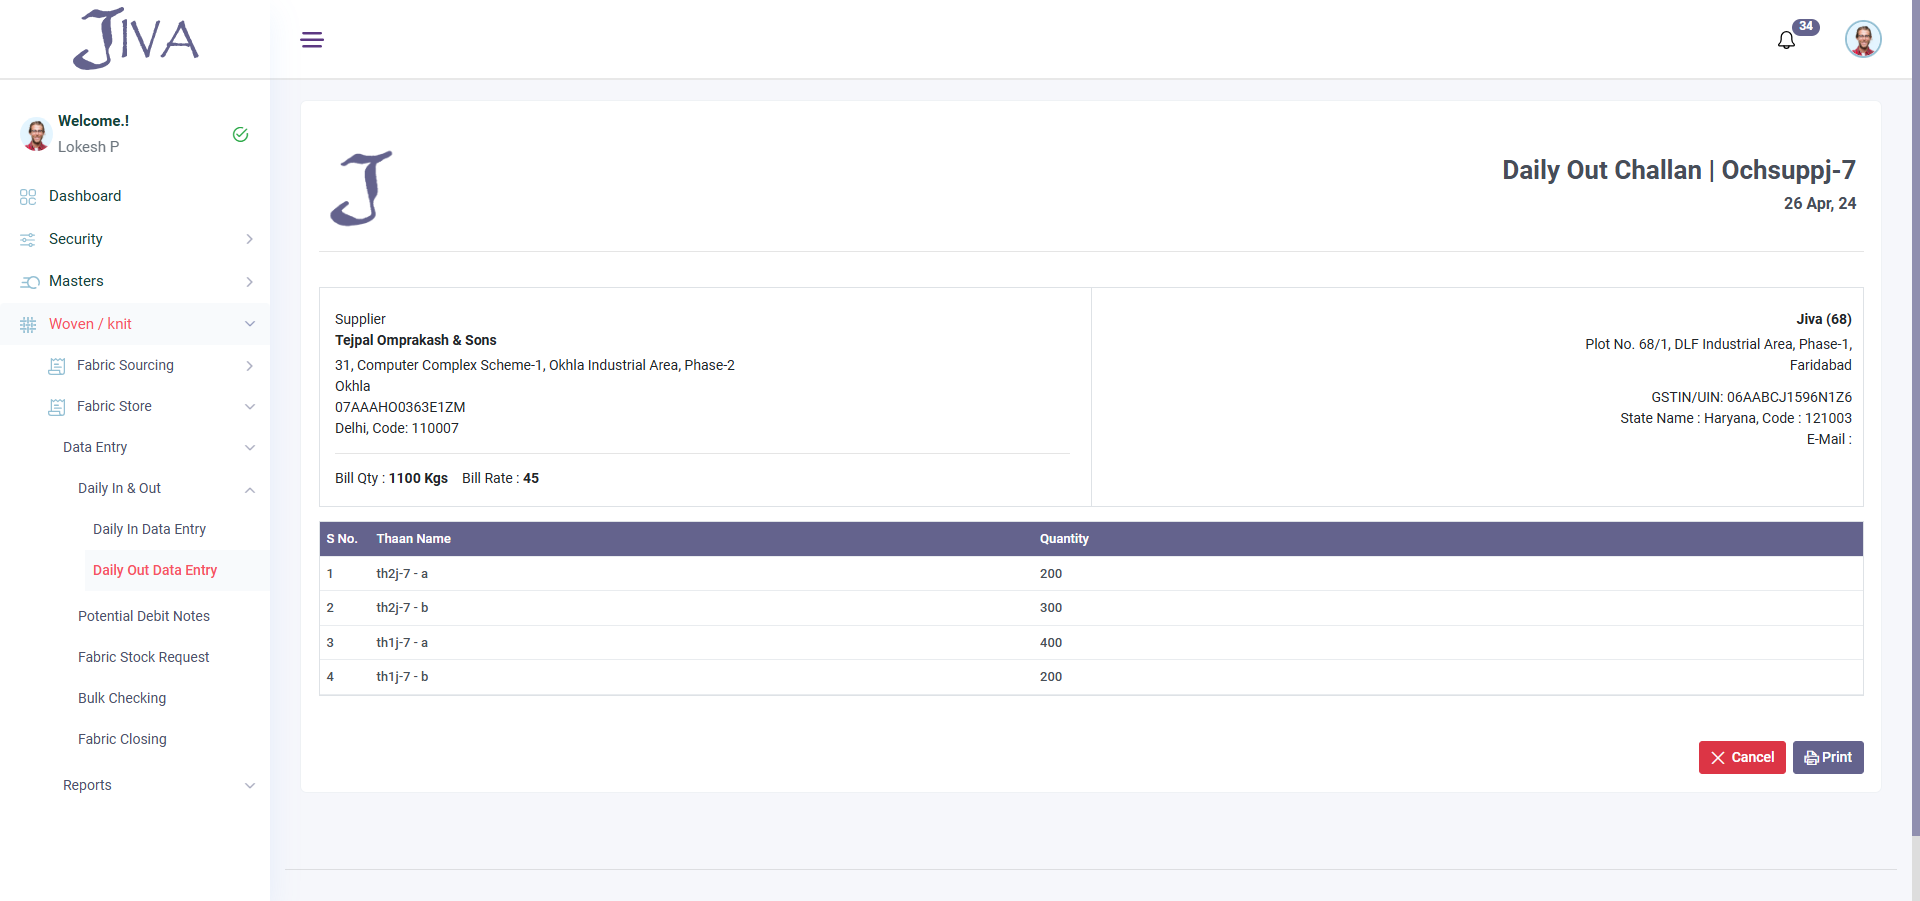 JIVA
34
Welcome.!
Lokesh P
Dashboard
Security
Masters
Woven / knit
Fabric Sourcing
Fabric Store
Data Entry
Daily In & Out
Daily In Data Entry
Daily Out Data Entry
Potential Debit Notes
Fabric Stock Request
Bulk Checking
Fabric Closing
Reports
J
Daily Out Challan | Ochsuppj-7
26 Apr, 24
Supplier
Tejpal Omprakash & Sons
31, Computer Complex Scheme-1, Okhla Industrial Area, Phase-2
Okhla
07AAAHO0363E1ZM
Delhi, Code: 110007
Bill Qty : 1100 Kgs Bill Rate : 45
Jiva (68)
Plot No. 68/1, DLF Industrial Area, Phase-1,
Faridabad
GSTIN/UIN: 06AABCJ1596N1Z6
State Name : Haryana, Code : 121003
E-Mail :
S No. Thaan Name Quantity
1 th2j-7 - a 200
2 th2j-7 - b 300
3 th1j-7 - a 400
4 th1j-7 - b 200
Cancel Print